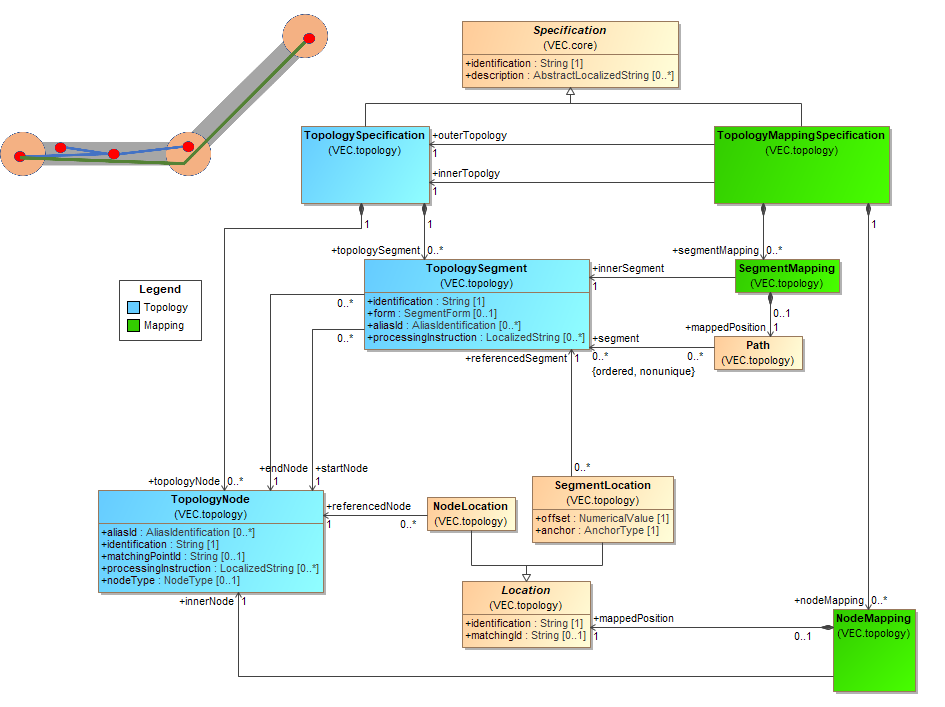 Specification
(VEC.core)
+identification : String [1]
+description : AbstractLocalizedString [0..*]
TopologySpecification
(VEC.topology)
+outerTopology
1
+innerTopolgy
1
TopologyMappingSpecification
(VEC.topology)
1
1
1
+topologySegment
0..*
+segmentMapping
0..*
TopologySegment
(VEC.topology)
+identification : String [1]
+form : SegmentForm [0..1]
+aliasId : AliasIdentification [0..*]
+processingInstruction : LocalizedString [0..*]
+innerSegment
1
SegmentMapping
(VEC.topology)
0..1
+mappedPosition
1
Legend
Topology
Mapping
0..*
0..*
+segment
0..*
{ordered, nonunique}
0..*
Path
(VEC.topology)
+referencedSegment
1
0..*
+topologyNode
0..*
+endNode
1
+startNode
1
TopologyNode
(VEC.topology)
+aliasId : AliasIdentification [0..*]
+identification : String [1]
+matchingPointId : String [0..1]
+processingInstruction : LocalizedString [0..*]
+nodeType : NodeType [0..1]
+referencedNode
1
0..*
NodeLocation
(VEC.topology)
SegmentLocation
(VEC.topology)
+offset : NumericalValue [1]
+anchor : AnchorType [1]
+innerNode
1
Location
(VEC.topology)
+identification : String [1]
+matchingId : String [0..1]
+mappedPosition
1
0..1
+nodeMapping
0..*
NodeMapping
(VEC.topology)